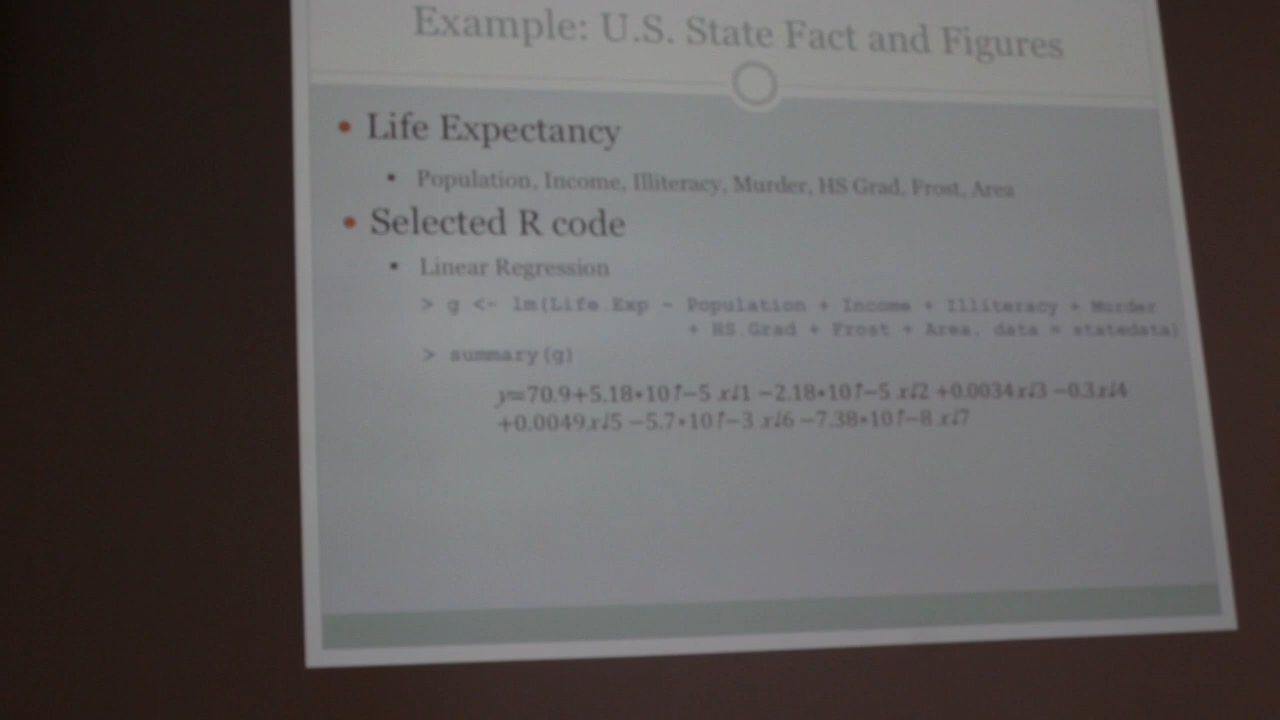 Example: U.S. State Fact and Figures
• Life Expectancy
▪ Population, Income, Illiteracy, Murder, HS Grad, Frost, Area
• Selected R code
▪ Linear Regression
> g <- lm(Life.Exp ~ Population + Income + Illiteracy + Murder
+ HS.Grad + Frost + Area, data = statedata)
> summary(g)
y=70.9+5.18∗10↑−5 x↓1 −2.18∗10↑−5 x↓2 +0.0034x↓3 −0.3x↓4
+0.0049x↓5 −5.7∗10↑−3 x↓6 −7.38∗10↑−8 x↓7